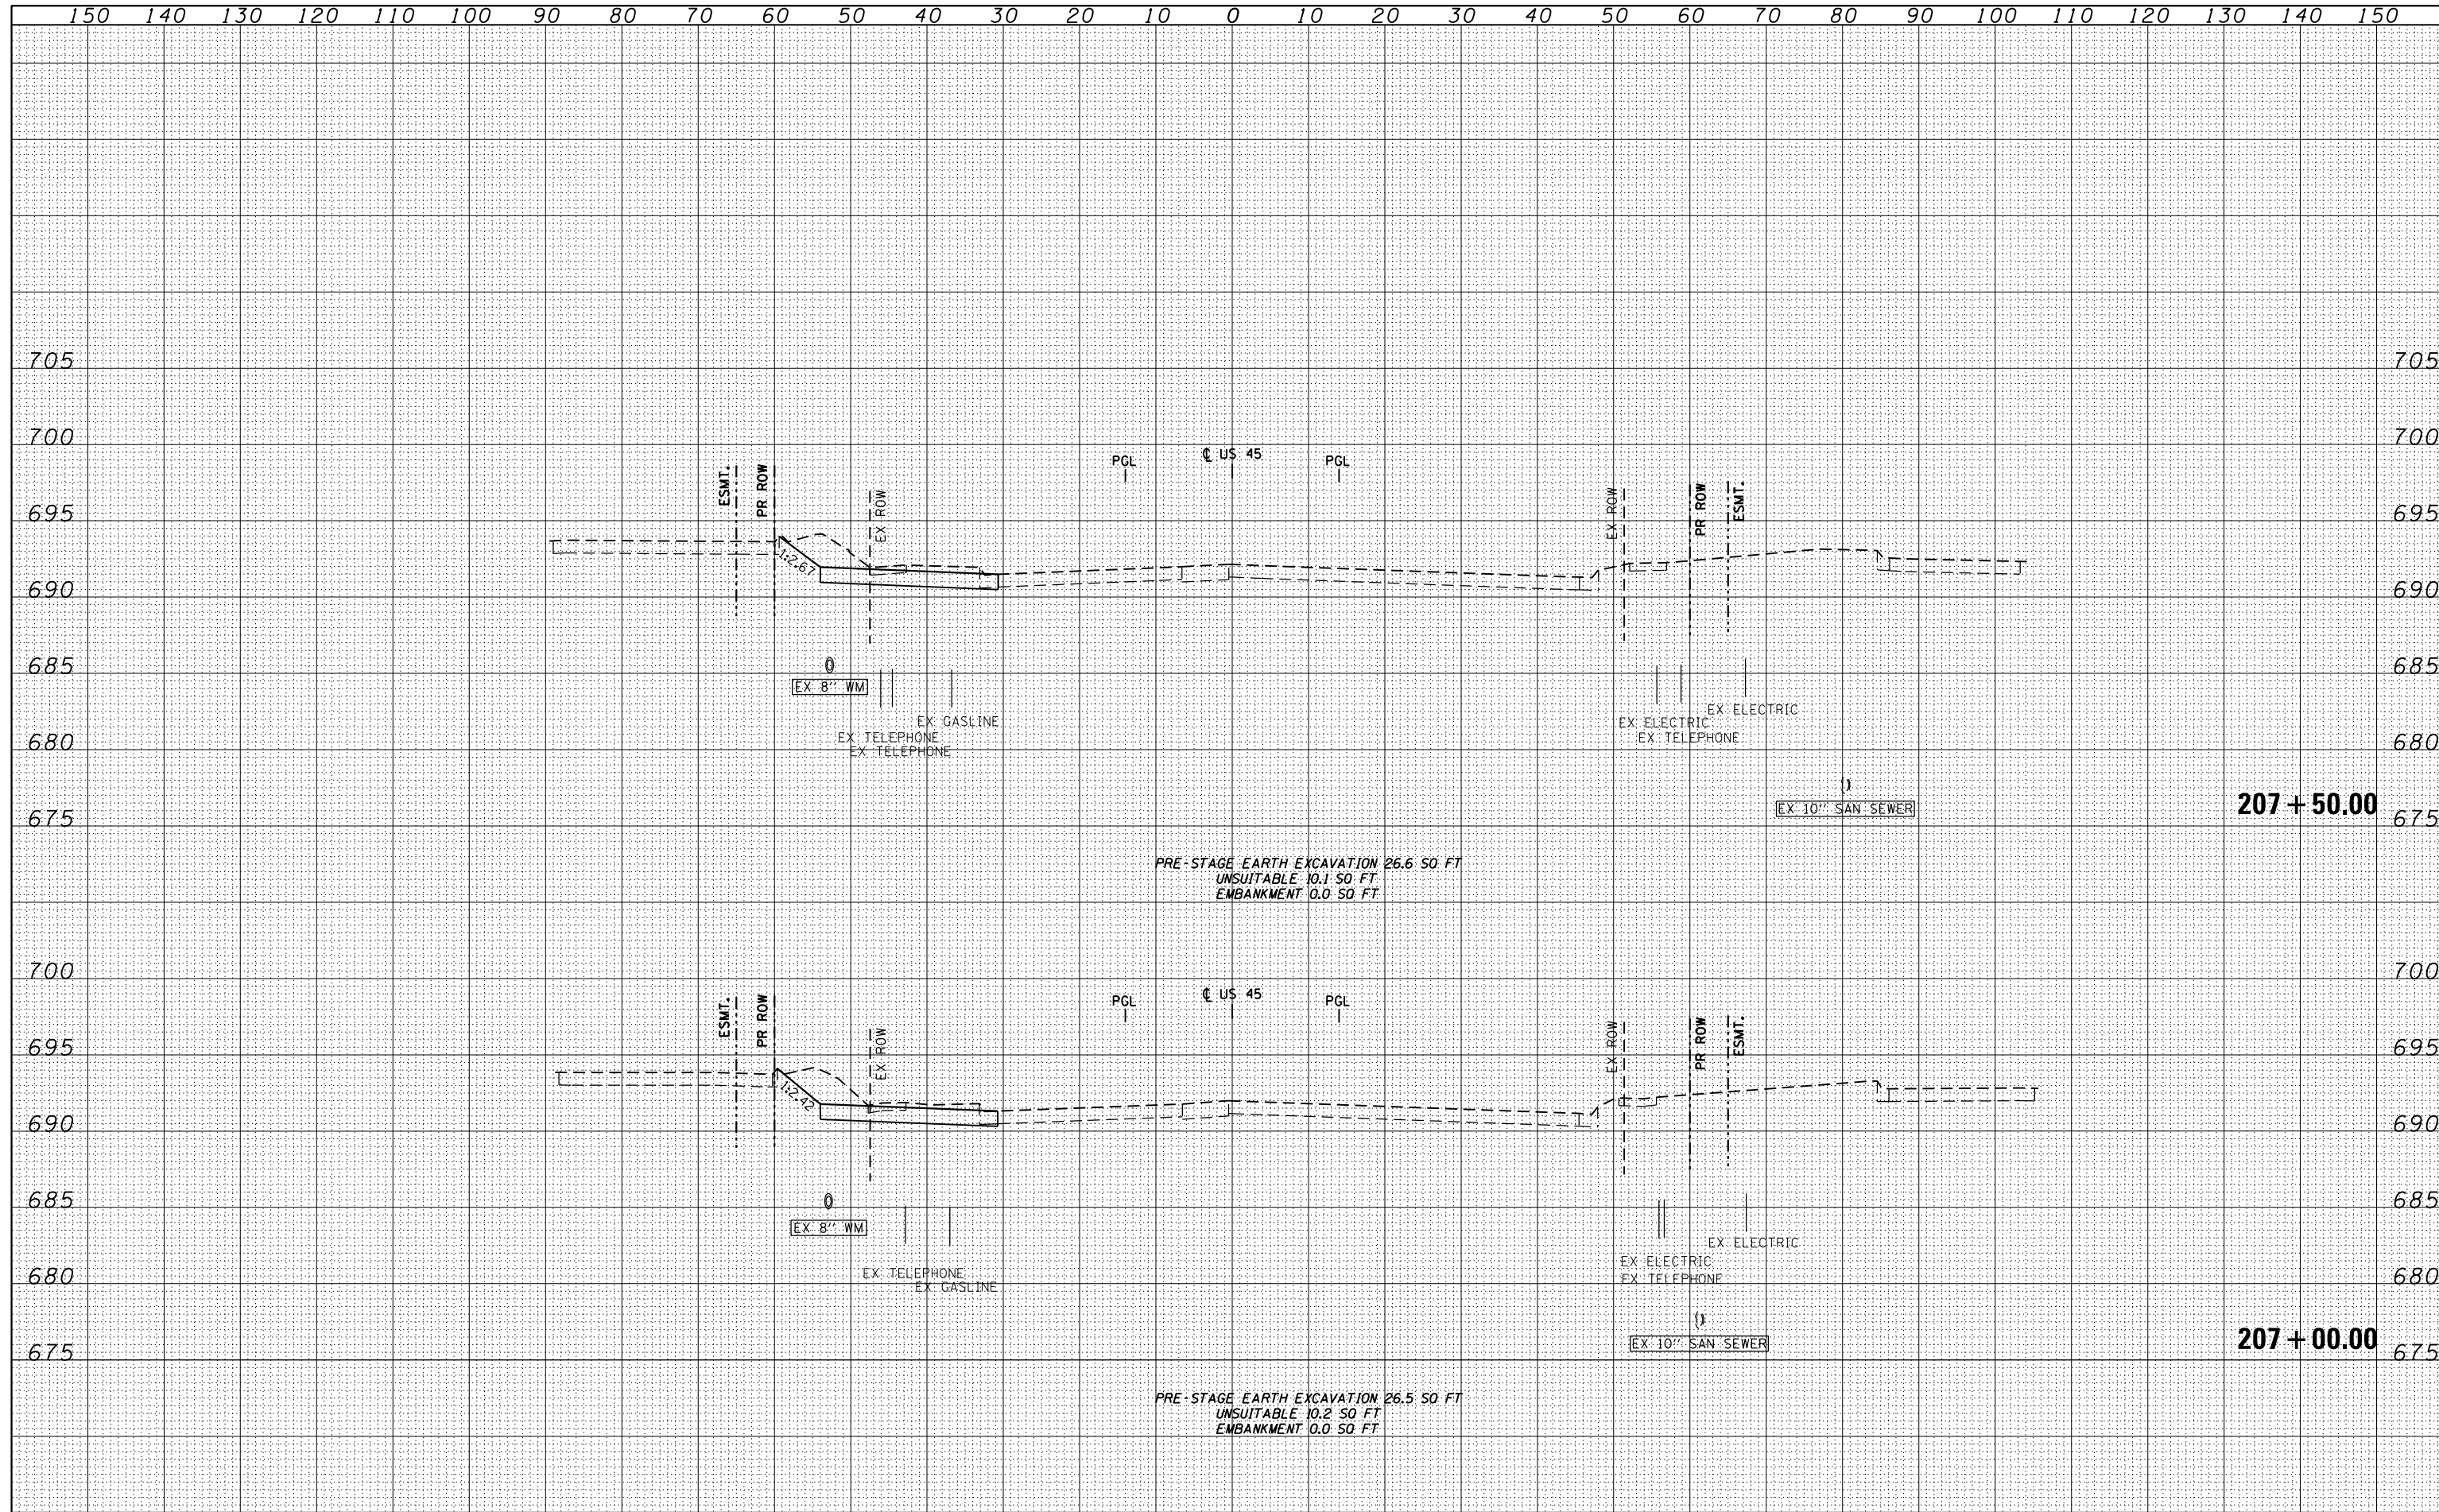 150 140 130 120 110 100 90 80 70 60 50 40 30 20 10 0 10 20 30 40 50 60 70 80 90 100 110 120 130 140 150
705 705
700 700
PGL ℄ US 45 PGL
ESMT. PR ROW EX ROW EX ROW PR ROW ESMT.
695 695
1:2.67
690 690
685 685
EX 8'' WM
EX GASLINE EX ELECTRIC EX ELECTRIC
EX TELEPHONE EX TELEPHONE
EX TELEPHONE
680 680
EX 10'' SAN SEWER
207+50.00
675 675
PRE-STAGE EARTH EXCAVATION 26.6 SQ FT
UNSUITABLE 10.1 SQ FT
EMBANKMENT 0.0 SQ FT
700 700
PGL ℄ US 45 PGL
ESMT. PR ROW EX ROW EX ROW PR ROW ESMT.
695 695
1:2.42
690 690
685 685
EX 8'' WM
EX ELECTRIC
EX ELECTRIC
EX TELEPHONE EX TELEPHONE
EX GASLINE
680 680
EX 10'' SAN SEWER
207+00.00
675 675
PRE-STAGE EARTH EXCAVATION 26.5 SQ FT
UNSUITABLE 10.2 SQ FT
EMBANKMENT 0.0 SQ FT